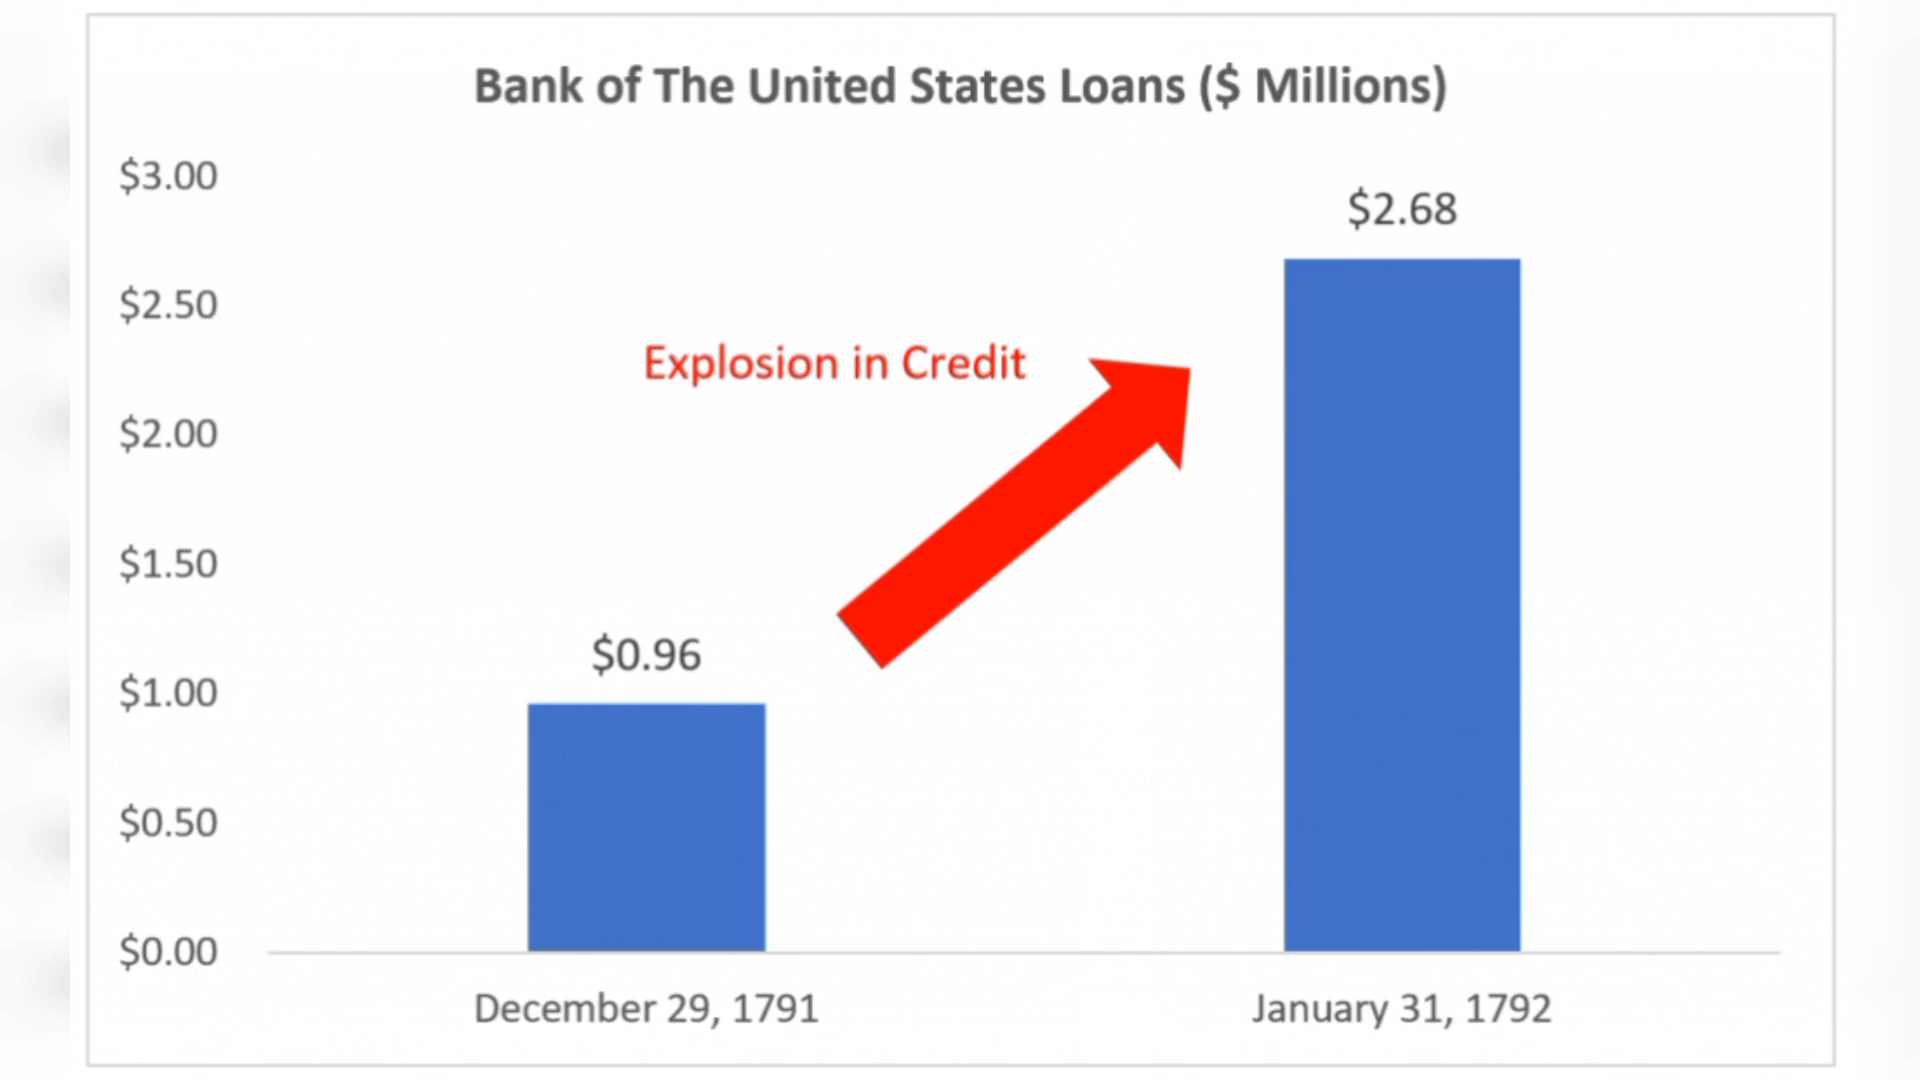 Bank of The United States Loans ($ Millions)
$3.00
$2.68
$2.50
Explosion in Credit
$2.00
$1.50
$0.96
$1.00
$0.50
$0.00
December 29, 1791
January 31, 1792